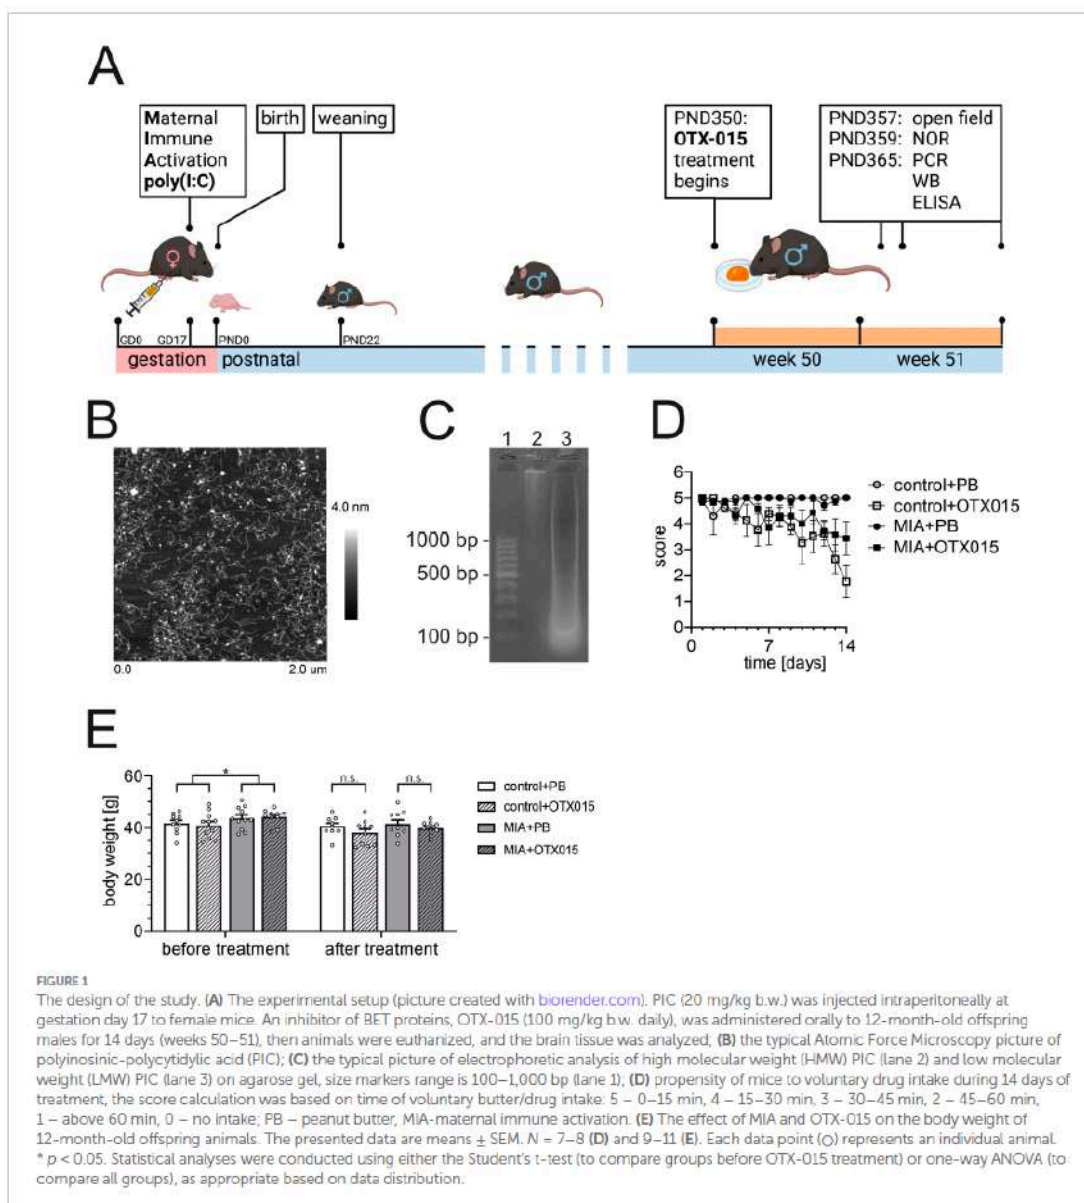 A
Maternal
Immune
Activation
poly(I:C)
birth
weaning
PND350:
OTX-015
treatment
begins
PND357: open field
PND359: NOR
PND365: PCR
WB
ELISA
GD0
GD17
PND0
PND22
gestation
postnatal
week 50
week 51
B
4.0 nm
0.0
2.0 um
C
1 2 3
1000 bp
500 bp
100 bp
D
6
5
4
3
2
1
0
score
0 7 14
time [days]
control+PB
control+OTX015
MIA+PB
MIA+OTX015
E
60
40
20
0
body weight [g]
*
n.s.
n.s.
before treatment
after treatment
control+PB
control+OTX015
MIA+PB
MIA+OTX015
FIGURE 1
The design of the study. (A) The experimental setup (picture created with biorender.com). PIC (20 mg/kg b.w.) was injected intraperitoneally at
gestation day 17 to female mice. An inhibitor of BET proteins, OTX-015 (100 mg/kg b.w. daily), was administered orally to 12-month-old offspring
males for 14 days (weeks 50–51), then animals were euthanized, and the brain tissue was analyzed; (B) the typical Atomic Force Microscopy picture of
polyinosinic-polycytidylic acid (PIC); (C) the typical picture of electrophoretic analysis of high molecular weight (HMW) PIC (lane 2) and low molecular
weight (LMW) PIC (lane 3) on agarose gel, size markers range is 100–1,000 bp (lane 1); (D) propensity of mice to voluntary drug intake during 14 days of
treatment, the score calculation was based on time of voluntary butter/drug intake: 5 – 0–15 min, 4 – 15–30 min, 3 – 30–45 min, 2 – 45–60 min,
1 – above 60 min, 0 – no intake; PB – peanut butter, MIA-maternal immune activation. (E) The effect of MIA and OTX-015 on the body weight of
12-month-old offspring animals. The presented data are means ± SEM. N = 7–8 (D) and 9–11 (E). Each data point (○) represents an individual animal.
* p < 0.05. Statistical analyses were conducted using either the Student's t-test (to compare groups before OTX-015 treatment) or one-way ANOVA (to
compare all groups), as appropriate based on data distribution.